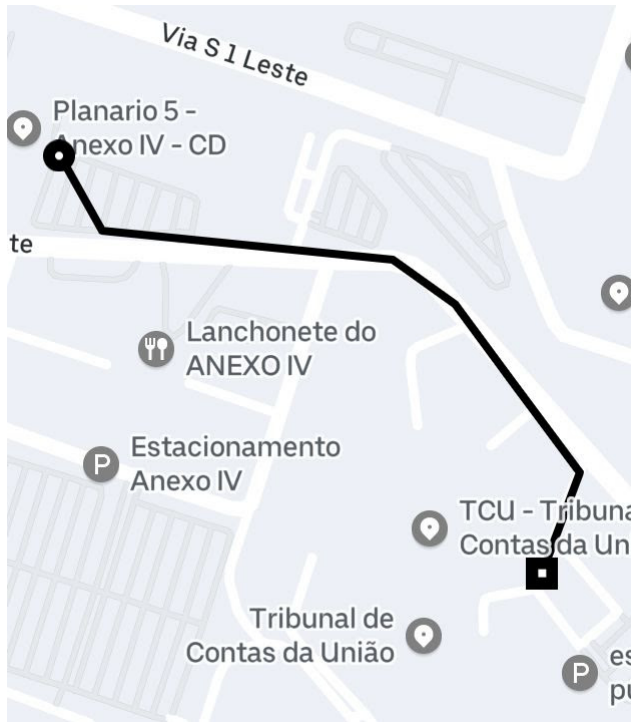 Via S 1 Leste
Planario 5 -
Anexo IV - CD
te
Lanchonete do
ANEXO IV
Estacionamento
P
Anexo IV
TCU - Tribuna
Contas da Un
Tribunal de
Contas da União
P
es
pu